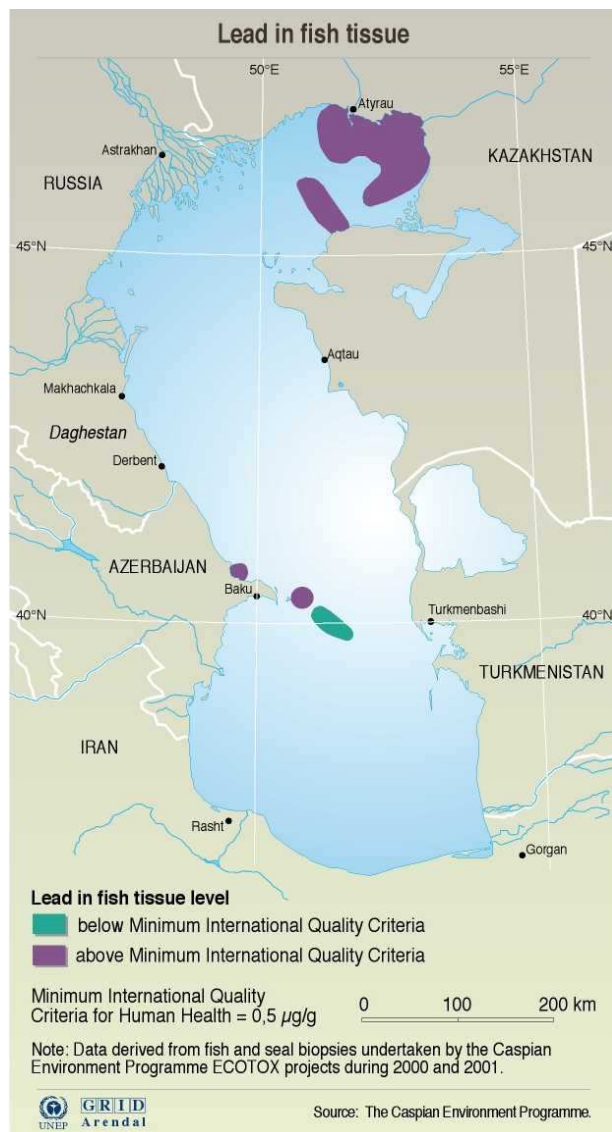 Lead in fish tissue
50°E
55°E
Atyrau
Astrakhan
KAZAKHSTAN
RUSSIA
45°N
45°N
Aqtau
Makhachkala
Daghestan
Derbent
AZERBAIJAN
Baku
40°N
Turkmenbashi
40°N
TURKMENISTAN
IRAN
Rasht
Gorgan
Lead in fish tissue level
below Minimum International Quality Criteria
above Minimum International Quality Criteria
Minimum International Quality
Criteria for Human Health = 0,5 µg/g
0 100 200 km
Note: Data derived from fish and seal biopsies undertaken by the Caspian
Environment Programme ECOTOX projects during 2000 and 2001.
UNEP
GRID
Arendal
Source: The Caspian Environment Programme.